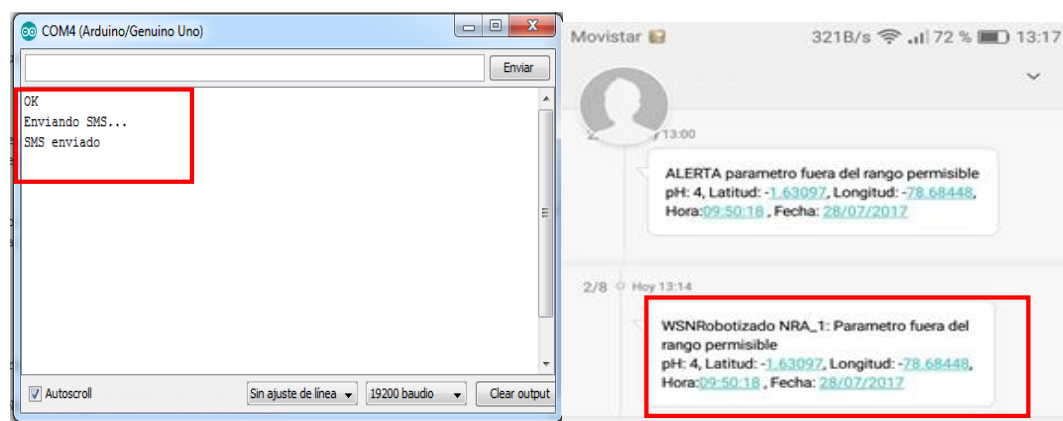 COM4 (Arduino/Genuino Uno)
Enviar
OK
Enviando SMS...
SMS enviado
Autoscroll
Sin ajuste de línea
19200 baudio
Clear output
Movistar
321B/s
72 %
13:17
13:00
ALERTA parametro fuera del rango permisible
pH: 4, Latitud: -1.63097, Longitud: -78.68448,
Hora:09:50:18 , Fecha: 28/07/2017
2/8 Hoy 13:14
WSNRobotizado NRA_1: Parametro fuera del
rango permisible
pH: 4, Latitud: -1.63097, Longitud: -78.68448,
Hora:09:50:18 , Fecha: 28/07/2017